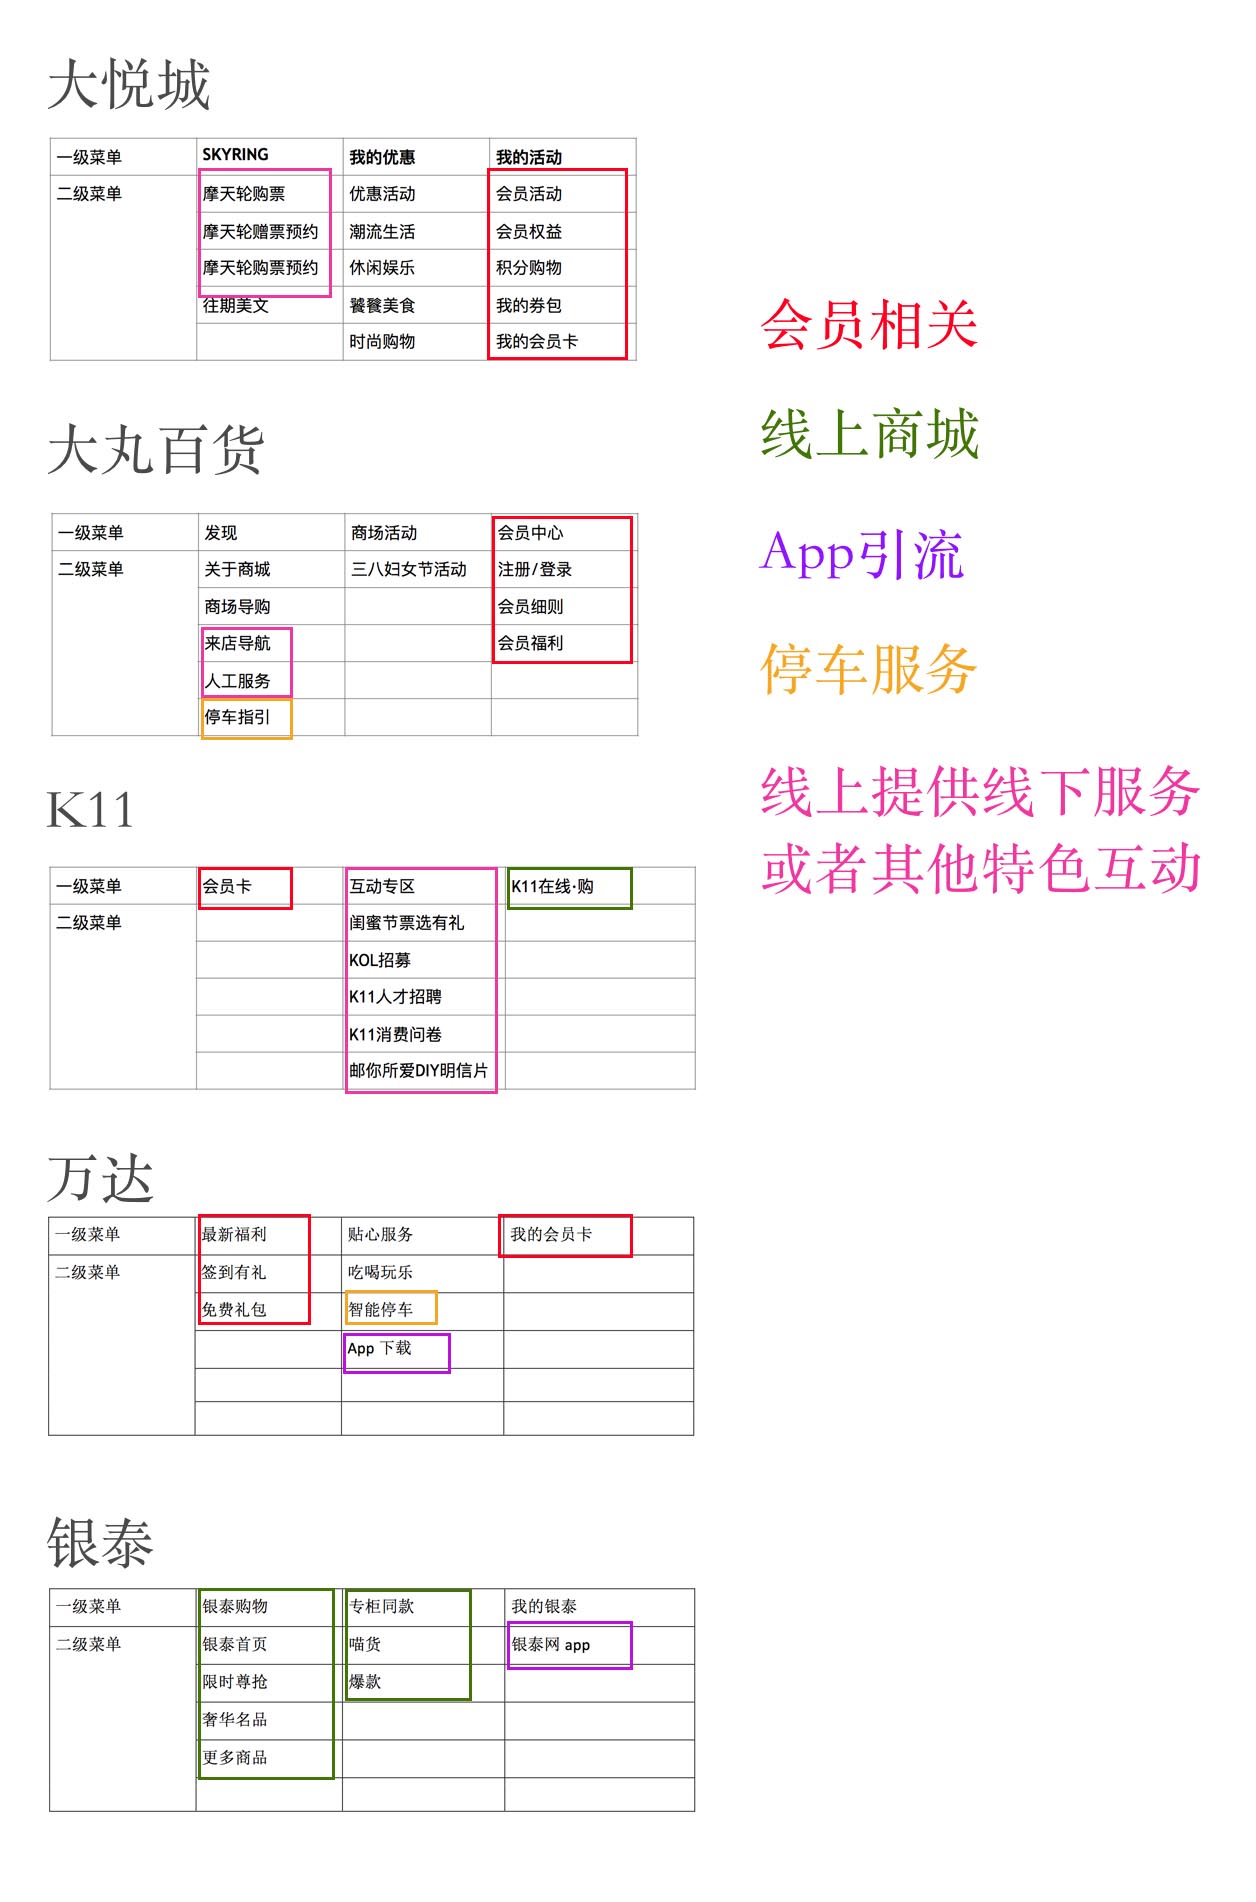 大悦城
一级菜单 SKYRING 我的优惠 我的活动
二级菜单 摩天轮购票 优惠活动 会员活动
摩天轮赠票预约 潮流生活 会员权益
摩天轮购票预约 休闲娱乐 积分购物
往期美文 饕餮美食 我的券包
时尚购物 我的会员卡
大丸百货
一级菜单 发现 商场活动 会员中心
二级菜单 关于商城 三八妇女节活动 注册/登录
商场导购 会员细则
来店导航 会员福利
人工服务
停车指引
K11
一级菜单 会员卡 互动专区 K11在线·购
二级菜单 闺蜜节票选有礼
KOL招募
K11人才招聘
K11消费问卷
邮你所爱DIY明信片
万达
一级菜单 最新福利 贴心服务 我的会员卡
二级菜单 签到有礼 吃喝玩乐
免费礼包 智能停车
App 下载
银泰
一级菜单 银泰购物 专柜同款 我的银泰
二级菜单 银泰首页 喵货 银泰网 app
限时尊抢 爆款
奢华名品
更多商品
会员相关
线上商城
App引流
停车服务
线上提供线下服务
或者其他特色互动